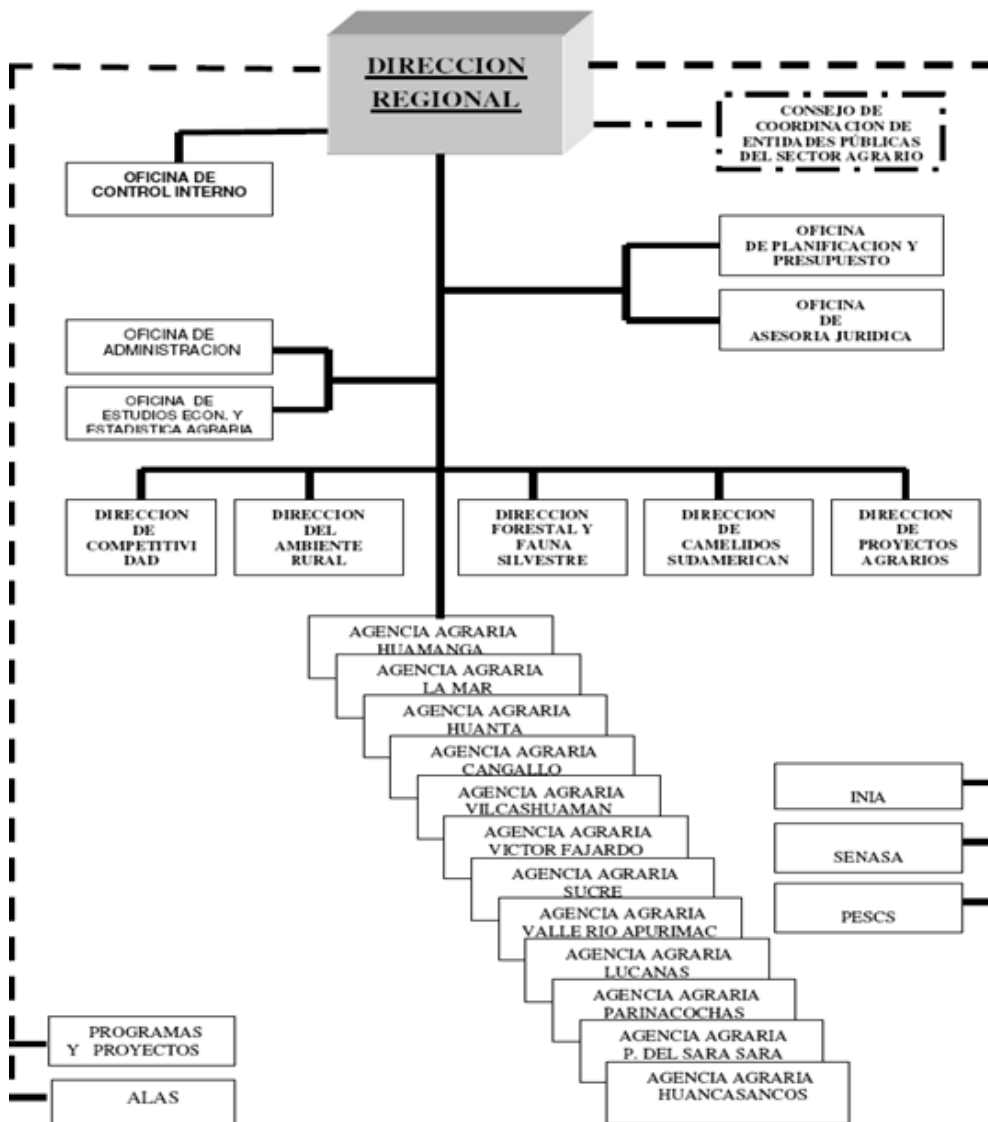 DIRECCION
REGIONAL
CONSEJO DE
COORDINACION DE
ENTIDADES PÚBLICAS
DEL SECTOR AGRARIO
OFICINA DE
CONTROL INTERNO
OFICINA
DE PLANIFICACION Y
PRESUPUESTO
OFICINA
DE
ASESORIA JURIDICA
OFICINA DE
ADMINISTRACION
OFICINA DE
ESTUDIOS ECON. Y
ESTADISTICA AGRARIA
DIRECCION
DE
COMPETITIVI
DAD
DIRECCION
DEL
AMBIENTE
RURAL
DIRECCION
FORESTAL Y
FAUNA
SILVESTRE
DIRECCION
DE
CAMELIDOS
SUDAMERICAN
DIRECCION
DE
PROYECTOS
AGRARIOS
AGENCIA AGRARIA
HUAMANGA
AGENCIA AGRARIA
LA MAR
AGENCIA AGRARIA
HUANTA
AGENCIA AGRARIA
CANGALLO
AGENCIA AGRARIA
VILCASHUAMAN
AGENCIA AGRARIA
VICTOR FAJARDO
AGENCIA AGRARIA
SUCRE
AGENCIA AGRARIA
VALLE RIO APURIMAC
AGENCIA AGRARIA
LUCANAS
AGENCIA AGRARIA
PARINACOCHAS
AGENCIA AGRARIA
P. DEL SARA SARA
AGENCIA AGRARIA
HUANCASANCOS
INIA
SENASA
PESCS
PROGRAMAS
Y PROYECTOS
ALAS